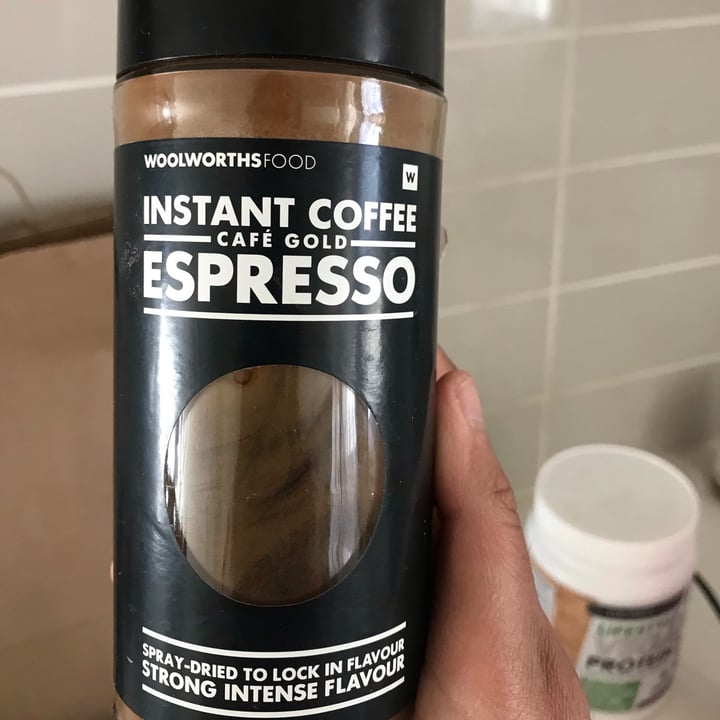 WOOLWORTHSFOOD
W
INSTANT COFFEE
CAFÉ GOLD
ESPRESSO
SPRAY-DRIED TO LOCK IN FLAVOUR
STRONG INTENSE FLAVOUR
PROTEIN